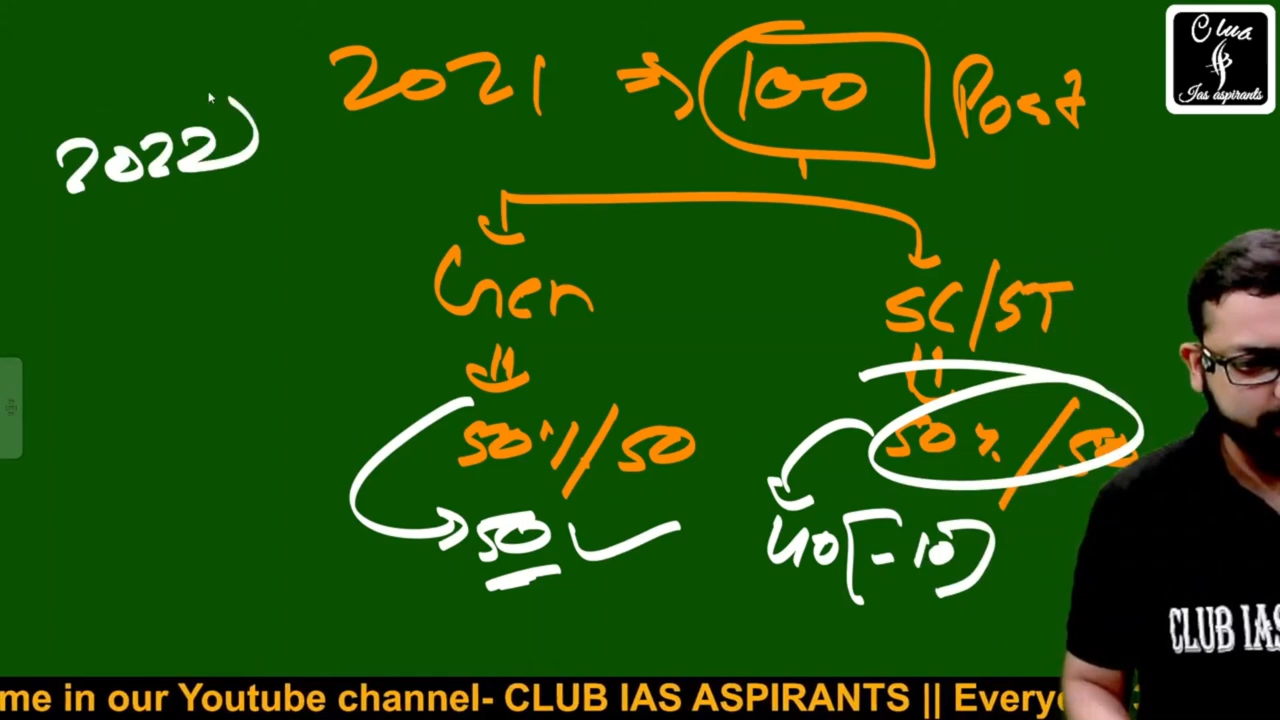 2021 ⇒ 100 Post
Clua
Ias aspirants
2022
Gen
SC/ST
50%/50
50%/50
50 ✓
40[-10]
CLUB IAS
me in our Youtube channel- CLUB IAS ASPIRANTS || Everyo